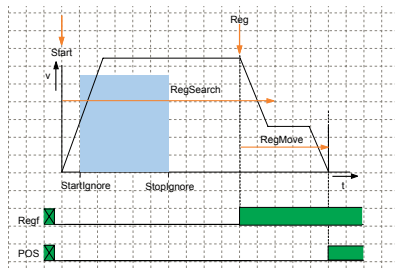 Reg
Start
v
RegSearch
RegMove
StartIgnore
StopIgnore
t
Regf
POS